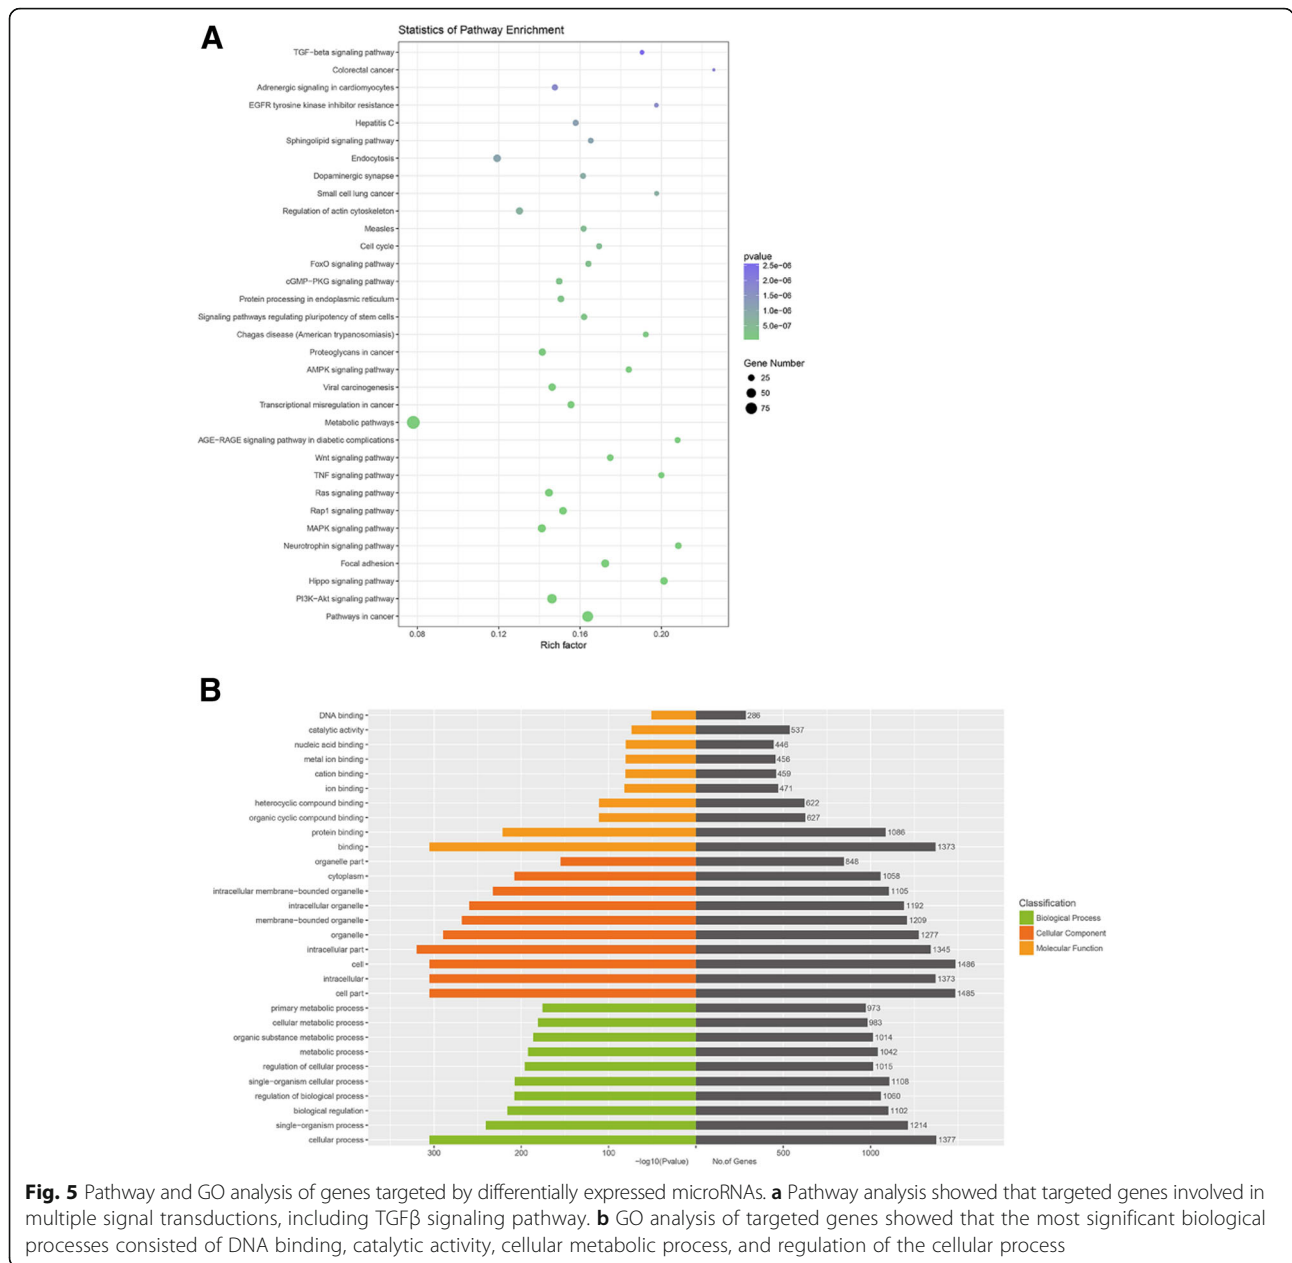 A
Statistics of Pathway Enrichment
TGF-beta signaling pathway
Colorectal cancer
Adrenergic signaling in cardiomyocytes
EGFR tyrosine kinase inhibitor resistance
Hepatitis C
Sphingolipid signaling pathway
Endocytosis
Dopaminergic synapse
Small cell lung cancer
Regulation of actin cytoskeleton
Measles
Cell cycle
FoxO signaling pathway
cGMP-PKG signaling pathway
Protein processing in endoplasmic reticulum
Signaling pathways regulating pluripotency of stem cells
Chagas disease (American trypanosomiasis)
Proteoglycans in cancer
AMPK signaling pathway
Viral carcinogenesis
Transcriptional misregulation in cancer
Metabolic pathways
AGE-RAGE signaling pathway in diabetic complications
Wnt signaling pathway
TNF signaling pathway
Ras signaling pathway
Rap1 signaling pathway
MAPK signaling pathway
Neurotrophin signaling pathway
Focal adhesion
Hippo signaling pathway
PI3K-Akt signaling pathway
Pathways in cancer
0.08 0.12 0.16 0.20
Rich factor
pvalue
2.5e-06
2.0e-06
1.5e-06
1.0e-06
5.0e-07
Gene Number
25
50
75
B
DNA binding 286
catalytic activity 537
nucleic acid binding 446
metal ion binding 456
cation binding 459
ion binding 471
heterocyclic compound binding 622
organic cyclic compound binding 627
protein binding 1086
binding 1373
organelle part 848
cytoplasm 1058
intracellular membrane-bounded organelle 1105
intracellular organelle 1192
membrane-bounded organelle 1209
organelle 1277
intracellular part 1345
cell 1486
intracellular 1373
cell part 1485
primary metabolic process 973
cellular metabolic process 983
organic substance metabolic process 1014
metabolic process 1042
regulation of cellular process 1015
single-organism cellular process 1108
regulation of biological process 1060
biological regulation 1102
single-organism process 1214
cellular process 1377
300 200 100 500 1000
-log10(Pvalue) No.of Genes
Classification
Biological Process
Cellular Component
Molecular Function
Fig. 5 Pathway and GO analysis of genes targeted by differentially expressed microRNAs. a Pathway analysis showed that targeted genes involved in
multiple signal transductions, including TGFβ signaling pathway. b GO analysis of targeted genes showed that the most significant biological
processes consisted of DNA binding, catalytic activity, cellular metabolic process, and regulation of the cellular process